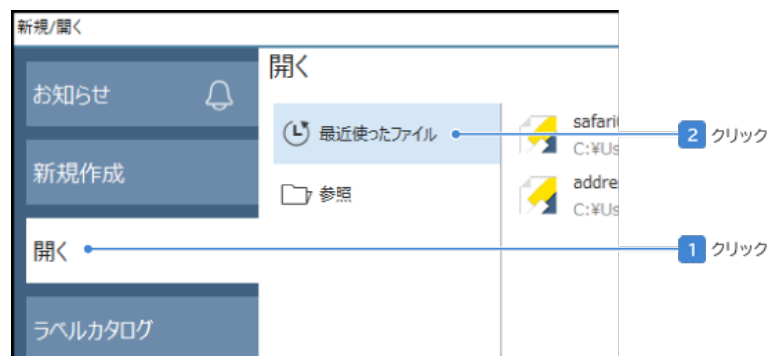 新規/開く
開く
お知らせ
最近使ったファイル
C:¥Us
2 クリック
新規作成
参照
addre
C:¥Us
開く
1 クリック
ラベルカタログ